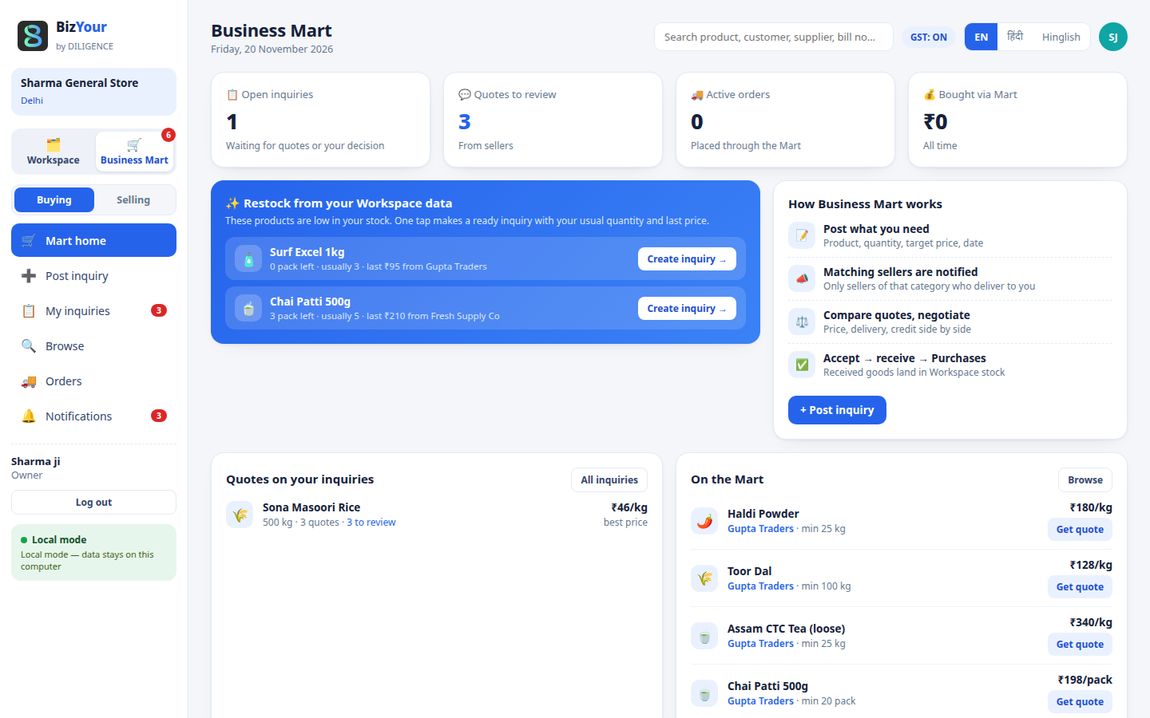 BizYour
by DILIGENCE
Sharma General Store
Delhi
Workspace
Business Mart
6
Buying
Selling
Mart home
Post inquiry
My inquiries
3
Browse
Orders
Notifications
3
Sharma ji
Owner
Log out
Local mode
Local mode — data stays on this
computer
Business Mart
Friday, 20 November 2026
Search product, customer, supplier, bill no...
GST: ON
EN
हिंदी
Hinglish
SJ
Open inquiries
1
Waiting for quotes or your decision
Quotes to review
3
From sellers
Active orders
0
Placed through the Mart
Bought via Mart
₹0
All time
✨ Restock from your Workspace data
These products are low in your stock. One tap makes a ready inquiry with your usual quantity and last price.
Surf Excel 1kg
0 pack left · usually 3 · last ₹95 from Gupta Traders
Create inquiry →
Chai Patti 500g
3 pack left · usually 5 · last ₹210 from Fresh Supply Co
Create inquiry →
How Business Mart works
Post what you need
Product, quantity, target price, date
Matching sellers are notified
Only sellers of that category who deliver to you
Compare quotes, negotiate
Price, delivery, credit side by side
Accept → receive → Purchases
Received goods land in Workspace stock
+ Post inquiry
Quotes on your inquiries
All inquiries
Sona Masoori Rice
500 kg · 3 quotes · 3 to review
₹46/kg
best price
On the Mart
Browse
Haldi Powder
Gupta Traders · min 25 kg
₹180/kg
Get quote
Toor Dal
Gupta Traders · min 100 kg
₹128/kg
Get quote
Assam CTC Tea (loose)
Gupta Traders · min 25 kg
₹340/kg
Get quote
Chai Patti 500g
Gupta Traders · min 20 pack
₹198/pack
Get quote